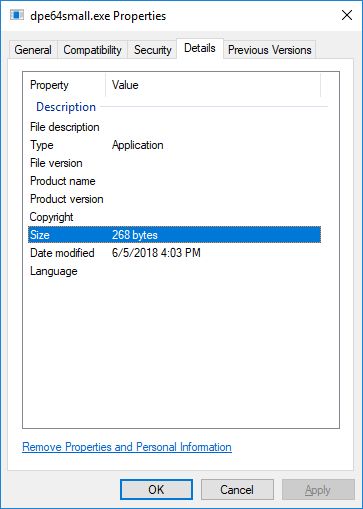 dpe64small.exe Properties
General Compatibility Security Details Previous Versions
Property Value
Description
File description
Type Application
File version
Product name
Product version
Copyright
Size 268 bytes
Date modified 6/5/2018 4:03 PM
Language
Remove Properties and Personal Information
OK Cancel Apply